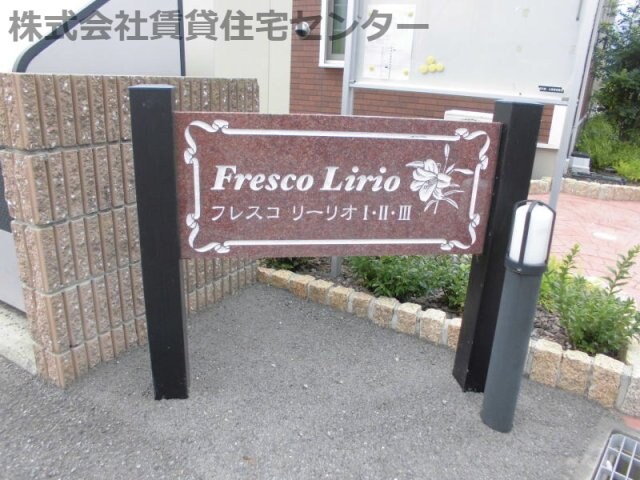 株式会社賃貸住宅センター
Fresco Lirio
フレスコ リーリオⅠ・Ⅱ・Ⅲ